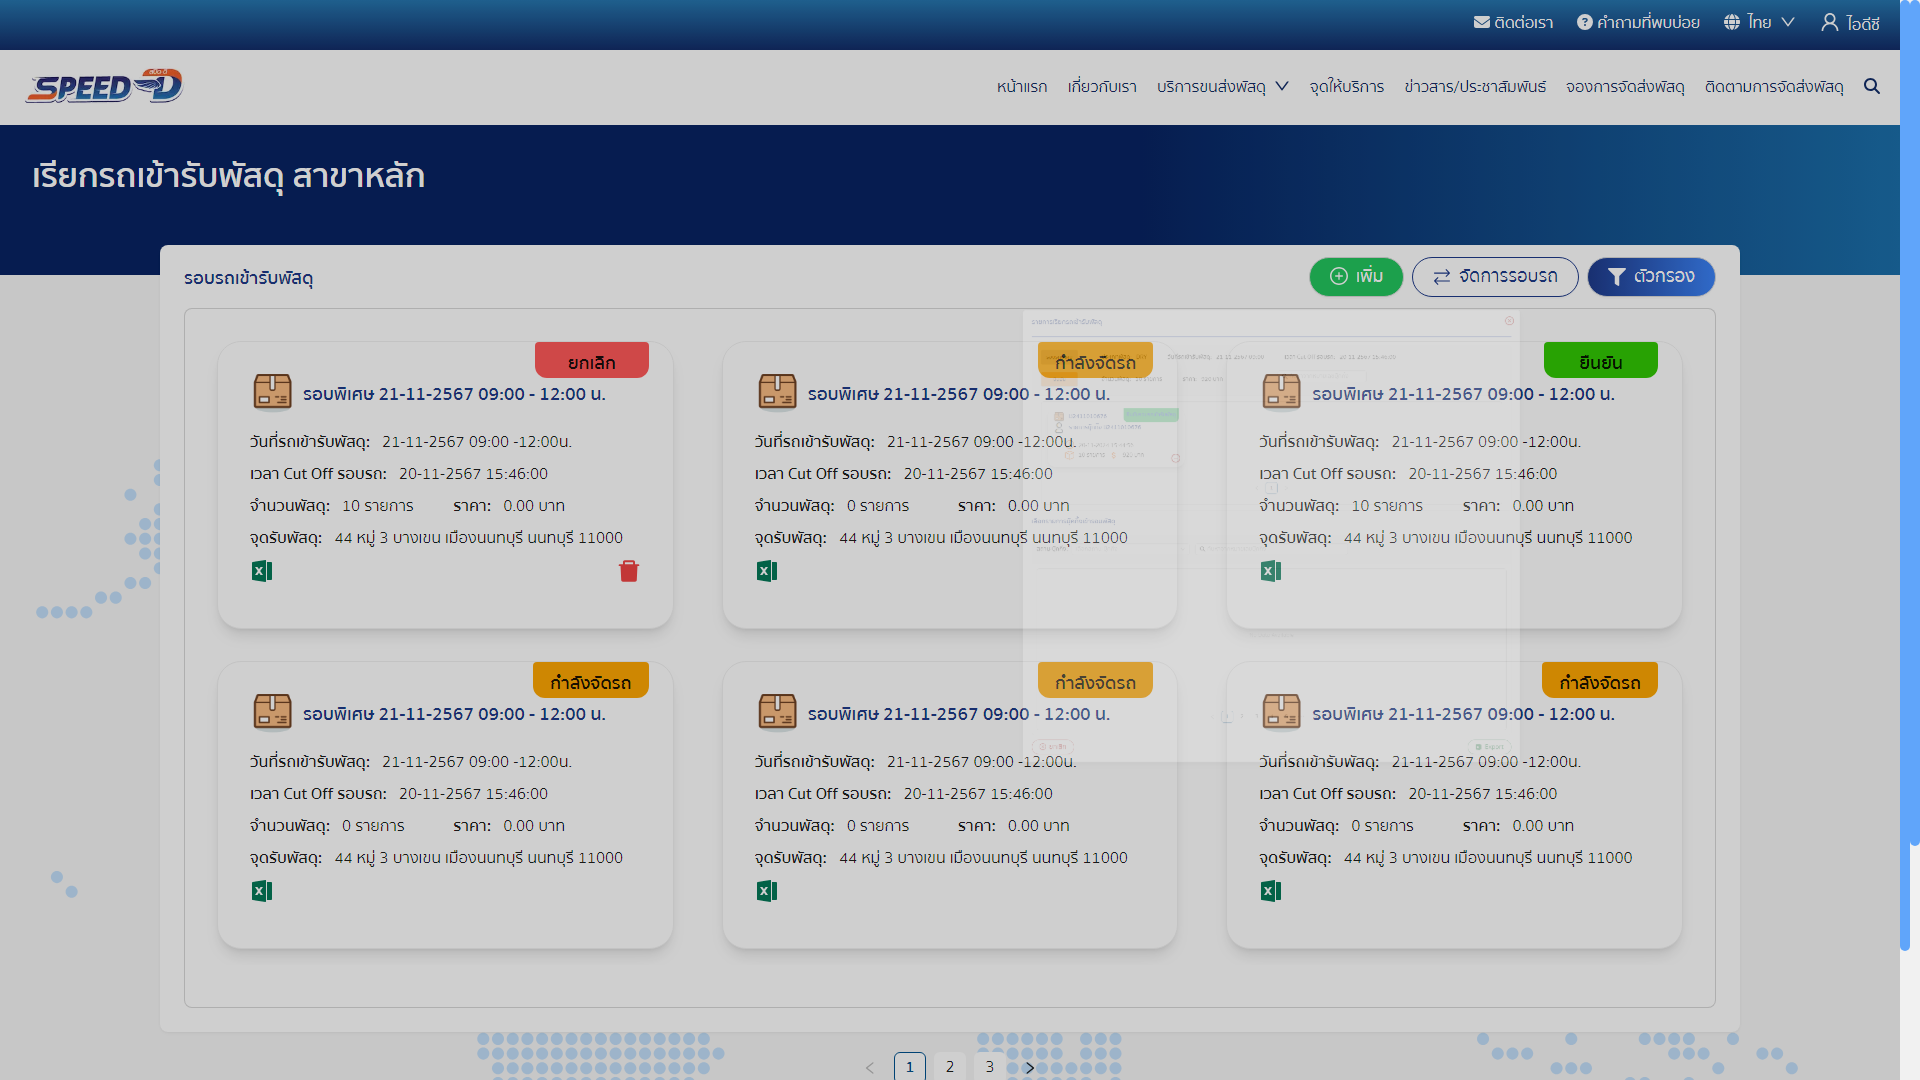 ติดต่อเรา คำถามที่พบบ่อย ไทย ไอดีซี
SPEED-D
หน้าแรก เกี่ยวกับเรา บริการขนส่งพัสดุ จุดให้บริการ ข่าวสาร/ประชาสัมพันธ์ จองการจัดส่งพัสดุ ติดตามการจัดส่งพัสดุ
เรียกรถเข้ารับพัสดุ สาขาหลัก
รอบรถเข้ารับพัสดุ เพิ่ม จัดการรอบรถ ตัวกรอง
ยกเลิก
รอบพิเศษ 21-11-2567 09:00 - 12:00 น.
วันที่รถเข้ารับพัสดุ: 21-11-2567 09:00 -12:00น.
เวลา Cut Off รอบรถ: 20-11-2567 15:46:00
จำนวนพัสดุ: 10 รายการ ราคา: 0.00 บาท
จุดรับพัสดุ: 44 หมู่ 3 บางเขน เมืองนนทบุรี นนทบุรี 11000
กำลังจัดรถ
รอบพิเศษ 21-11-2567 09:00 - 12:00 น.
วันที่รถเข้ารับพัสดุ: 21-11-2567 09:00 -12:00น.
เวลา Cut Off รอบรถ: 20-11-2567 15:46:00
จำนวนพัสดุ: 0 รายการ ราคา: 0.00 บาท
จุดรับพัสดุ: 44 หมู่ 3 บางเขน เมืองนนทบุรี นนทบุรี 11000
ยืนยัน
รอบพิเศษ 21-11-2567 09:00 - 12:00 น.
วันที่รถเข้ารับพัสดุ: 21-11-2567 09:00 -12:00น.
เวลา Cut Off รอบรถ: 20-11-2567 15:46:00
จำนวนพัสดุ: 10 รายการ ราคา: 0.00 บาท
จุดรับพัสดุ: 44 หมู่ 3 บางเขน เมืองนนทบุรี นนทบุรี 11000
กำลังจัดรถ
รอบพิเศษ 21-11-2567 09:00 - 12:00 น.
วันที่รถเข้ารับพัสดุ: 21-11-2567 09:00 -12:00น.
เวลา Cut Off รอบรถ: 20-11-2567 15:46:00
จำนวนพัสดุ: 0 รายการ ราคา: 0.00 บาท
จุดรับพัสดุ: 44 หมู่ 3 บางเขน เมืองนนทบุรี นนทบุรี 11000
กำลังจัดรถ
รอบพิเศษ 21-11-2567 09:00 - 12:00 น.
วันที่รถเข้ารับพัสดุ: 21-11-2567 09:00 -12:00น.
เวลา Cut Off รอบรถ: 20-11-2567 15:46:00
จำนวนพัสดุ: 0 รายการ ราคา: 0.00 บาท
จุดรับพัสดุ: 44 หมู่ 3 บางเขน เมืองนนทบุรี นนทบุรี 11000
กำลังจัดรถ
รอบพิเศษ 21-11-2567 09:00 - 12:00 น.
วันที่รถเข้ารับพัสดุ: 21-11-2567 09:00 -12:00น.
เวลา Cut Off รอบรถ: 20-11-2567 15:46:00
จำนวนพัสดุ: 0 รายการ ราคา: 0.00 บาท
จุดรับพัสดุ: 44 หมู่ 3 บางเขน เมืองนนทบุรี นนทบุรี 11000
Export
1 2 3